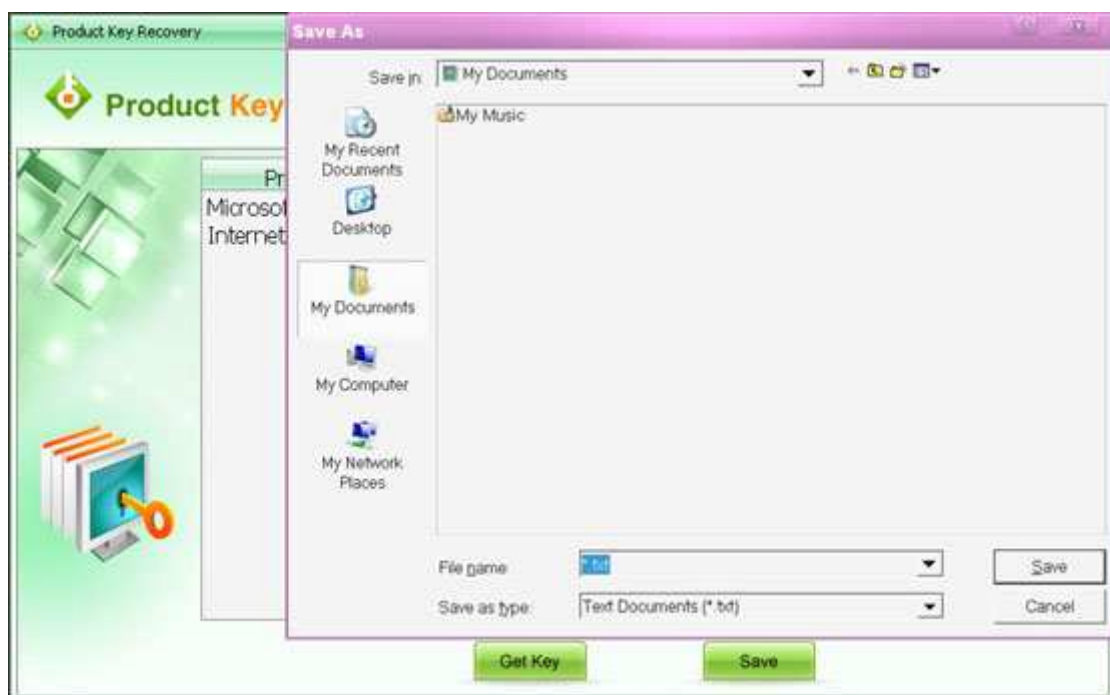 Product Key Recovery
Save As
Product Key
Pr
Microsof
Internet
Save in:
My Documents
My Recent
Documents
Desktop
My Documents
My Computer
My Network
Places
My Music
File name
*.txt
Save
Save as type:
Text Documents (*.txt)
Cancel
Get Key
Save